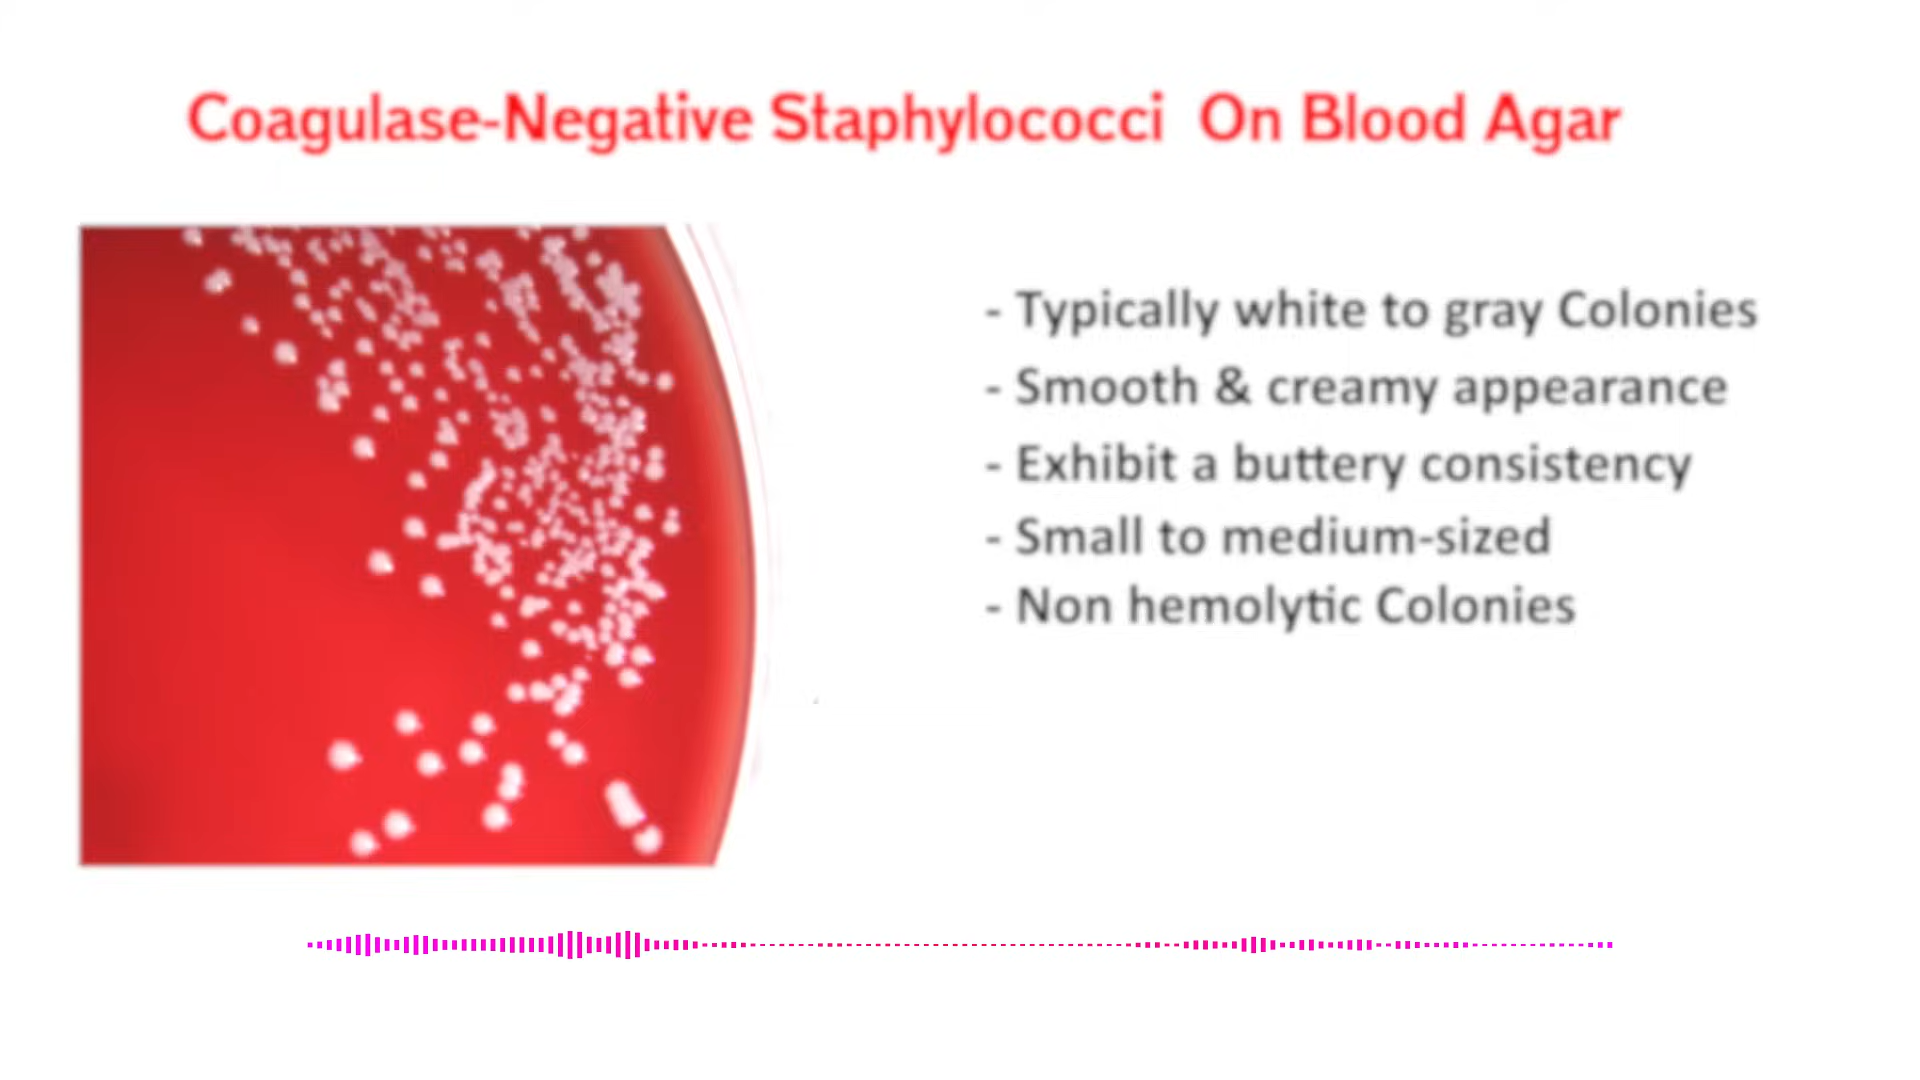 Coagulase-Negative Staphylococci On Blood Agar
- Typically white to gray Colonies
- Smooth & creamy appearance
- Exhibit a buttery consistency
- Small to medium-sized
- Non hemolytic Colonies